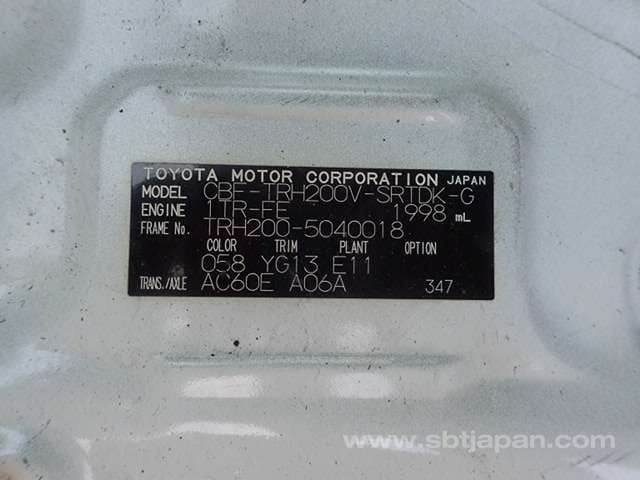 TOYOTA MOTOR CORPORATION JAPAN
MODEL CBF-TRH200V-SRTDK-G
ENGINE 1TR-FE 1998 mL
FRAME No. TRH200-5040018
COLOR TRIM PLANT OPTION
058 YG13 E11
TRANS./AXLE AC60E A06A 347
www.sbtjapan.com